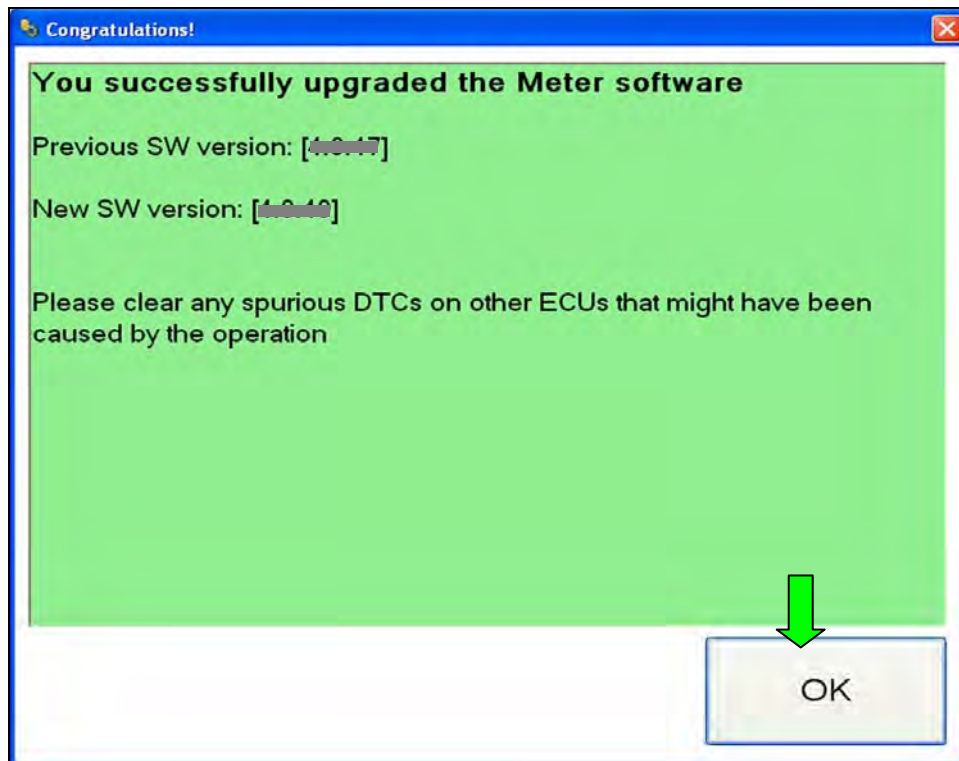 Congratulations!
You successfully upgraded the Meter software
Previous SW version: [        ]
New SW version: [        ]
Please clear any spurious DTCs on other ECUs that might have been
caused by the operation
OK